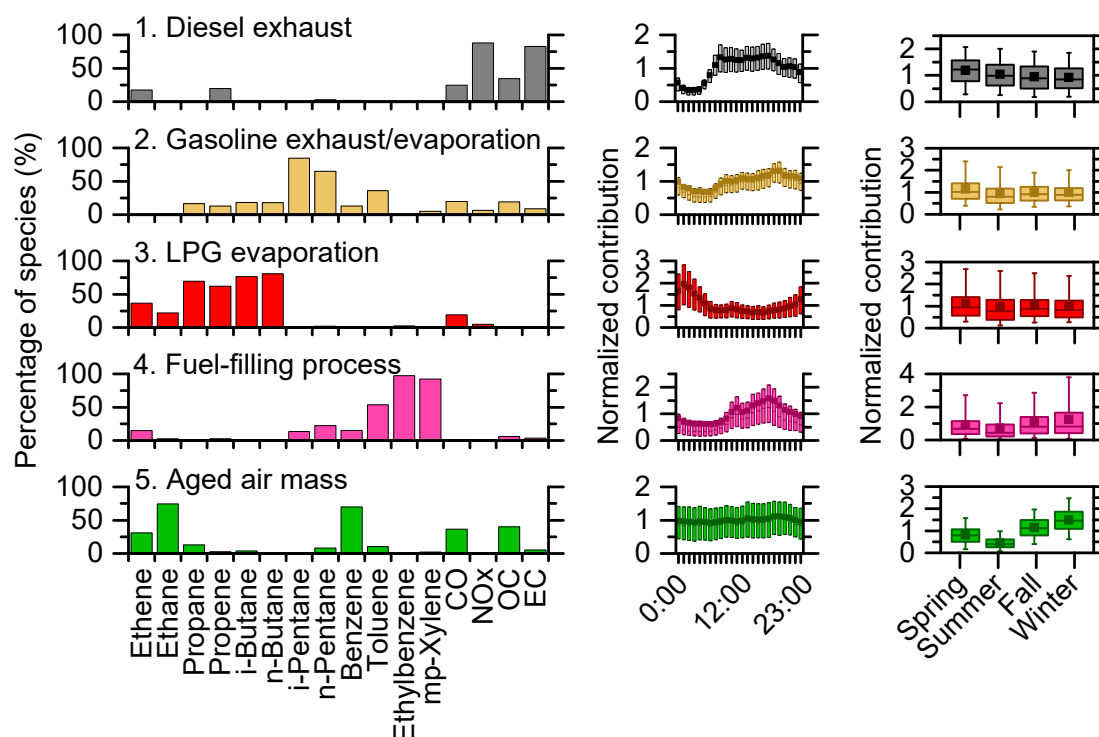 Percentage of species (%)
1. Diesel exhaust
100
50
0
2. Gasoline exhaust/evaporation
100
50
0
3. LPG evaporation
100
50
0
4. Fuel-filling process
100
50
0
5. Aged air mass
100
50
0
Ethene
Ethane
Propane
Propene
i-Butane
n-Butane
i-Pentane
n-Pentane
Benzene
Toluene
Ethylbenzene
mp-Xylene
CO
NOx
OC
EC
Normalized contribution
2
1
0
2
1
0
2
1
0
2
1
0
2
1
0
0:00
12:00
23:00
Normalized contribution
2
1
0
3
2
1
0
3
2
1
0
4
2
0
3
2
1
0
Spring
Summer
Fall
Winter